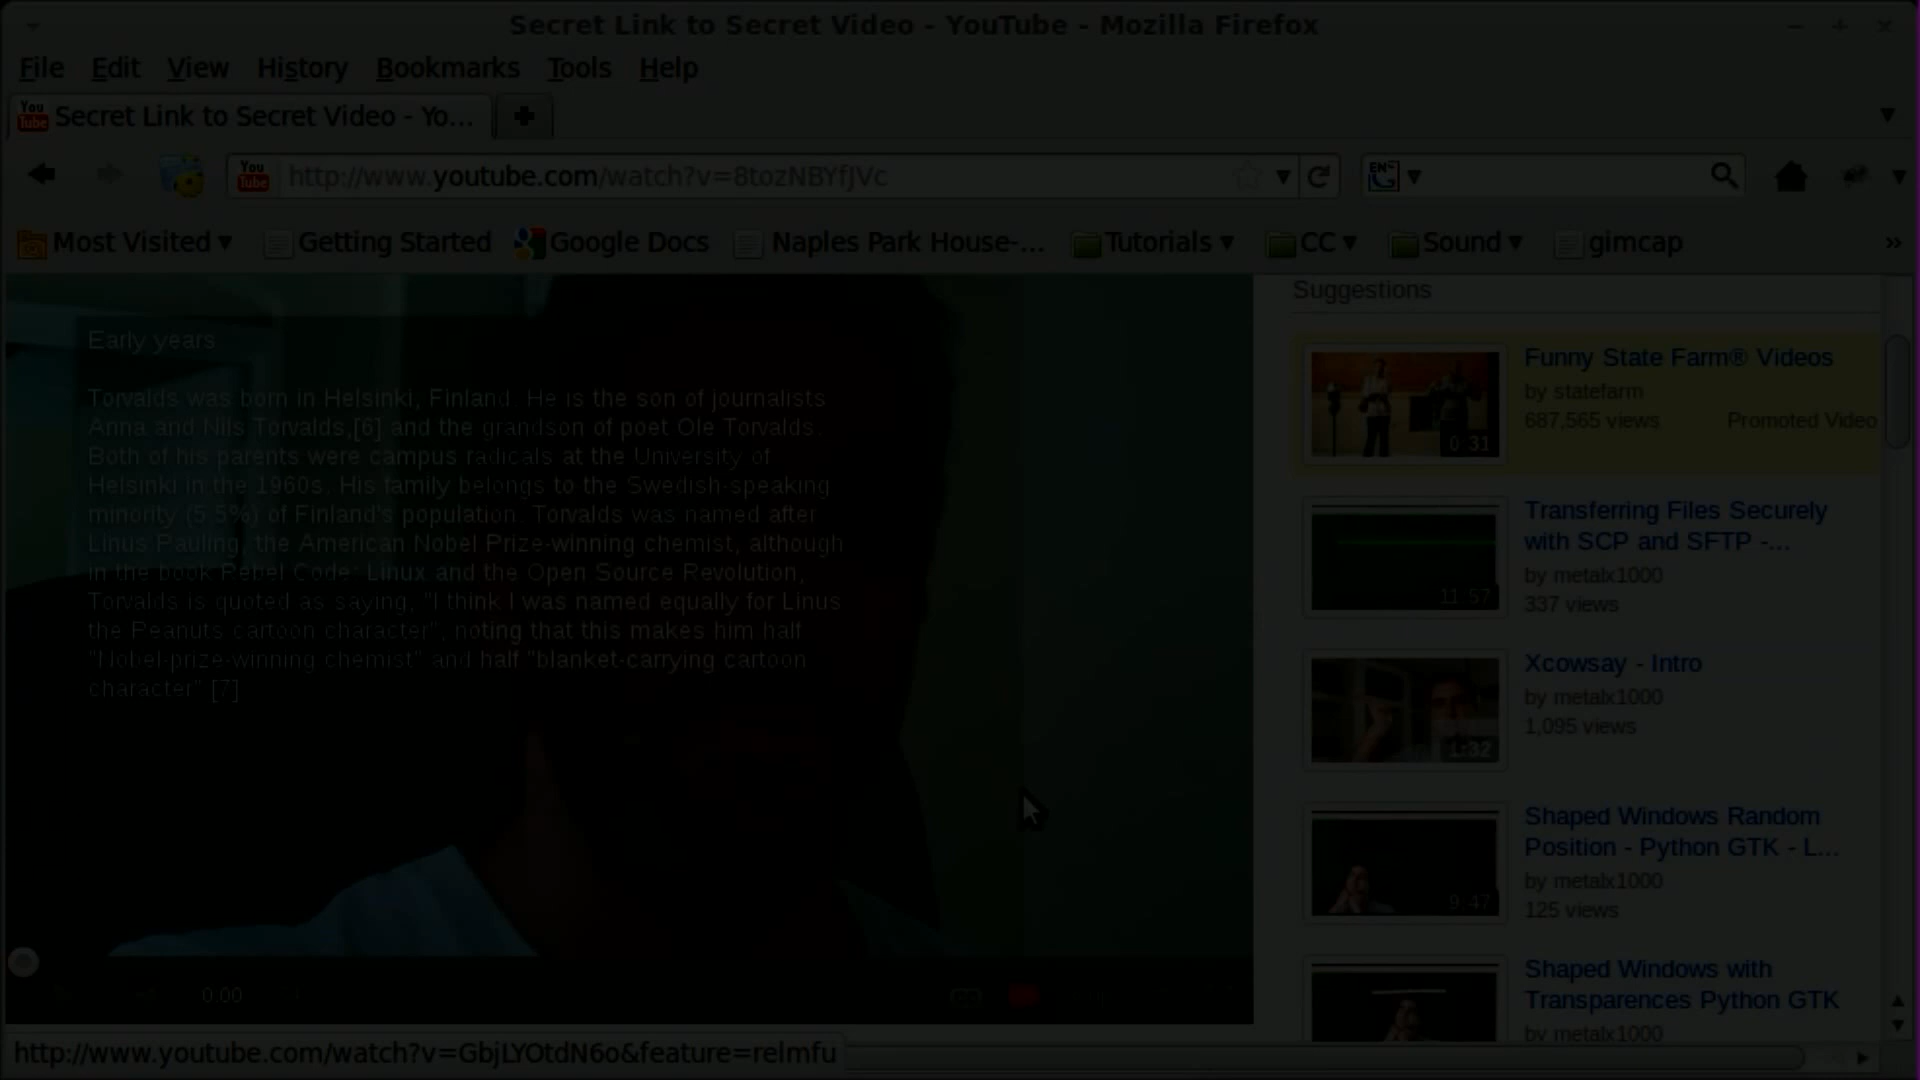 Secret Link to Secret Video - YouTube - Mozilla Firefox
File Edit View History Bookmarks Tools Help
You Tube Secret Link to Secret Video - Yo...
You Tube http://www.youtube.com/watch?v=8tozNBYfJVc EN
Most Visited Getting Started Google Docs Naples Park House-... Tutorials CC Sound gimcap »
Early years
Torvalds was born in Helsinki, Finland. He is the son of journalists
Anna and Nils Torvalds,[6] and the grandson of poet Ole Torvalds.
Both of his parents were campus radicals at the University of
Helsinki in the 1960s. His family belongs to the Swedish-speaking
minority (5.5%) of Finland's population. Torvalds was named after
Linus Pauling, the American Nobel Prize-winning chemist, although
in the book Rebel Code: Linux and the Open Source Revolution,
Torvalds is quoted as saying, "I think I was named equally for Linus
the Peanuts cartoon character", noting that this makes him half
"Nobel-prize-winning chemist" and half "blanket-carrying cartoon
character".[7]
0:00
Suggestions
Funny State Farm® Videos
by statefarm
687,565 views Promoted Video
0:31
Transferring Files Securely
with SCP and SFTP -...
by metalx1000
337 views
11:57
Xcowsay - Intro
by metalx1000
1,095 views
1:32
Shaped Windows Random
Position - Python GTK - L...
by metalx1000
125 views
9:47
Shaped Windows with
Transparences Python GTK
by metalx1000
http://www.youtube.com/watch?v=GbjLYOtdN6o&feature=relmfu